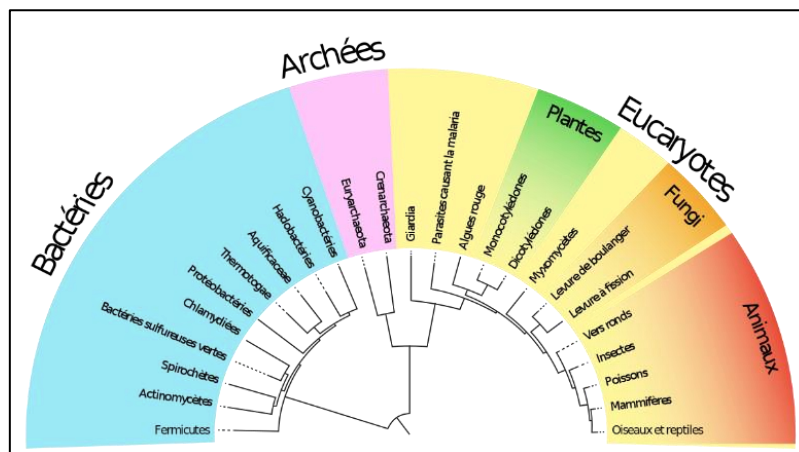 Bactéries
Archées
Eucaryotes
Plantes
Fungi
Animaux
Fermicutes
Actinomycètes
Spirochètes
Bactéries sulfureuses vertes
Chlamydiées
Protéobactéries
Thermotogae
Aquificaceae
Hadobactéries
Cyanobactéries
Euryarchaeota
Crenarchaeota
Giardia
Parasites causant la malaria
Algues rouge
Monocotylédones
Dicotylédones
Myxomycètes
Levure de boulanger
Levure à fission
Vers ronds
Insectes
Poissons
Mammifères
Oiseaux et reptiles